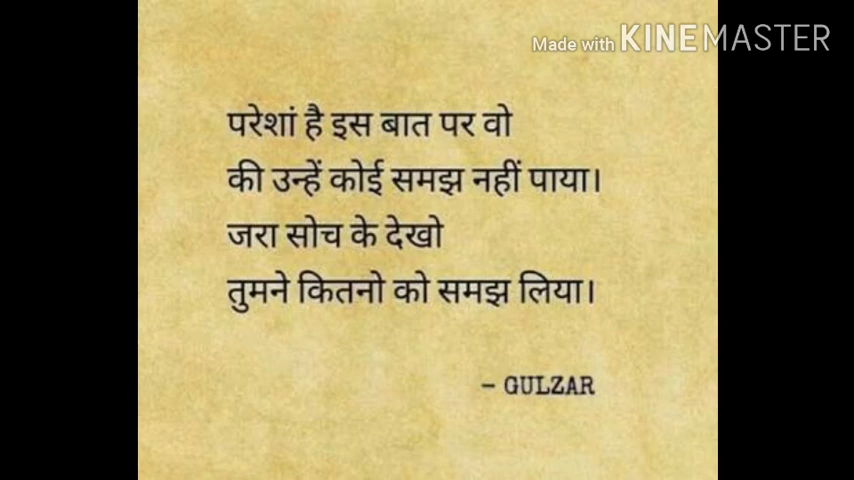 Made with KINEMASTER
परेशां है इस बात पर वो
की उन्हें कोई समझ नहीं पाया।
जरा सोच के देखो
तुमने कितनो को समझ लिया।
– GULZAR